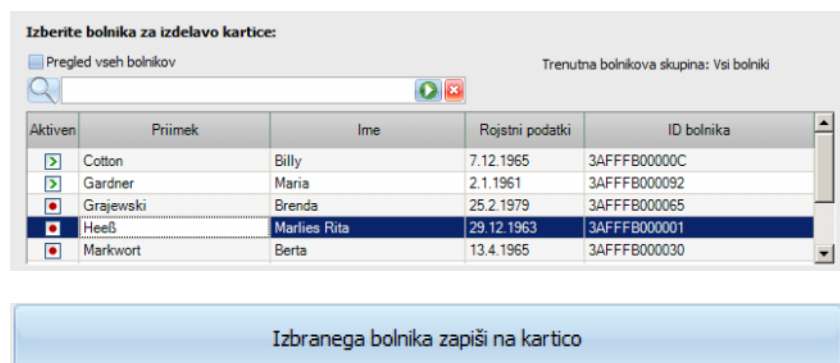 Izberite bolnika za izdelavo kartice:
Pregled vseh bolnikov
Trenutna bolnikova skupina: Vsi bolniki
Aktiven Priimek Ime Rojstni podatki ID bolnika
Cotton Billy 7.12.1965 3AFFFB00000C
Gardner Maria 2.1.1961 3AFFFB000092
Grajewski Brenda 25.2.1979 3AFFFB000065
Heeß Marlies Rita 29.12.1963 3AFFFB000001
Markwort Berta 13.4.1965 3AFFFB000030
Izbranega bolnika zapiši na kartico